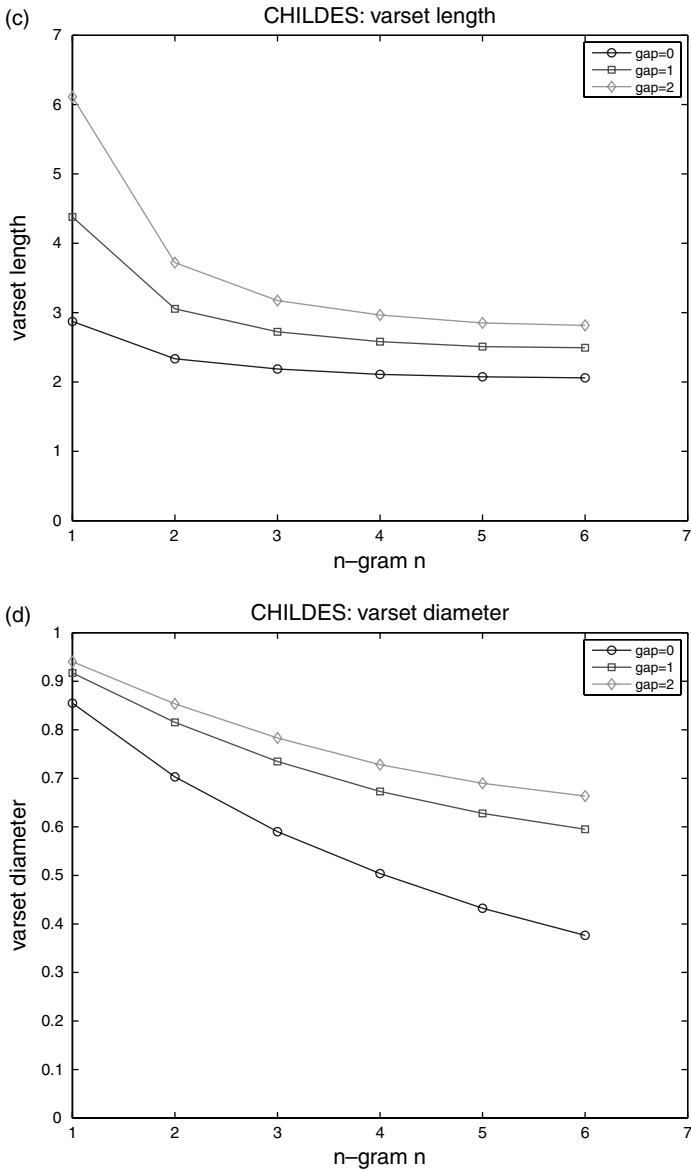 (c)
CHILDES: varset length
7
6
5
4
3
2
1
0
varset length
gap=0
gap=1
gap=2
1 2 3 4 5 6 7
n–gram n
(d)
CHILDES: varset diameter
1
0.9
0.8
0.7
0.6
0.5
0.4
0.3
0.2
0.1
0
varset diameter
gap=0
gap=1
gap=2
1 2 3 4 5 6 7
n–gram n